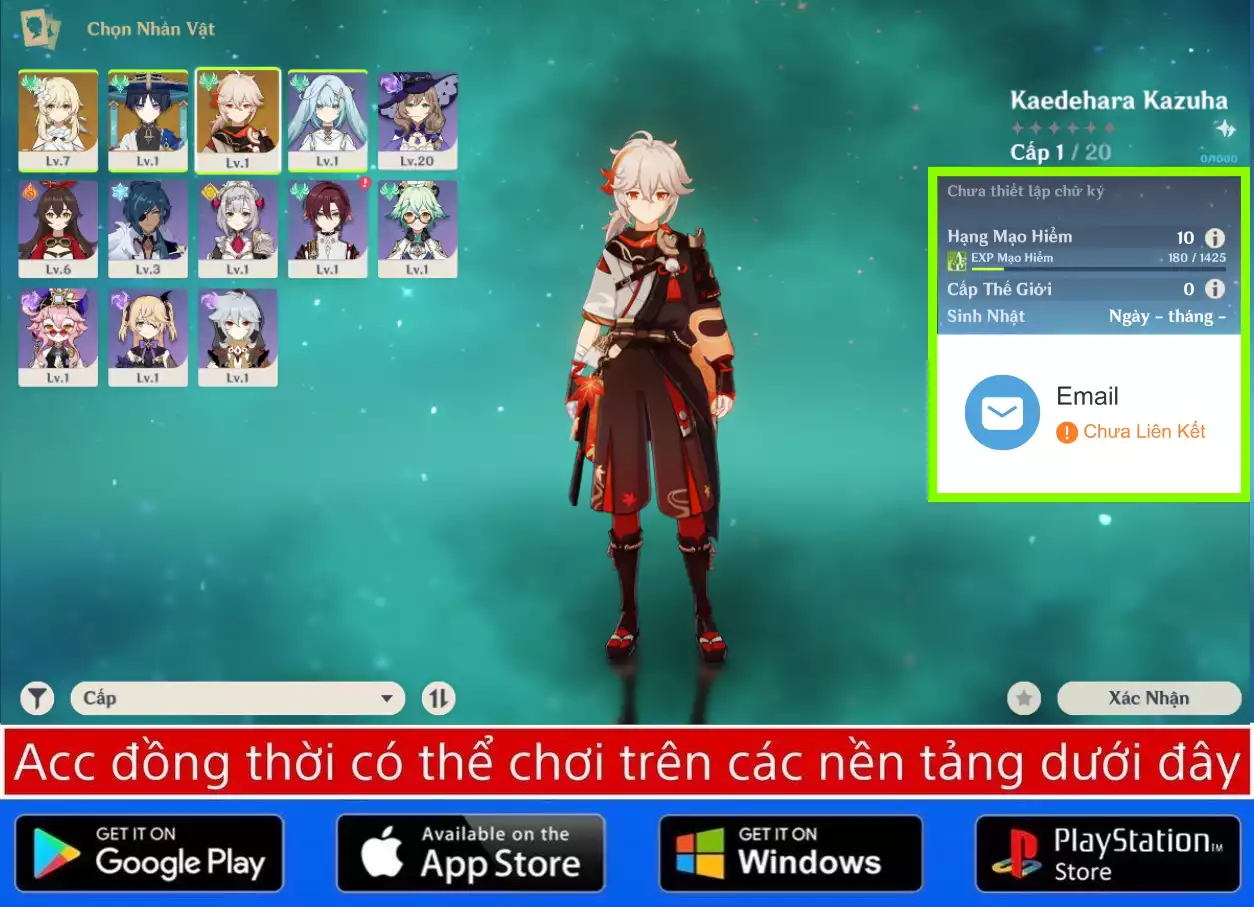 Chọn Nhân Vật
Lv.7
Lv.1
Lv.1
Lv.1
Lv.20
Lv.6
Lv.3
Lv.1
Lv.1
Lv.1
Lv.1
Lv.1
Lv.1
Kaedehara Kazuha
Cấp 1 / 20
0/1000
Chưa thiết lập chữ ký
Hạng Mạo Hiểm 10
EXP Mạo Hiểm 180 / 1425
Cấp Thế Giới 0
Sinh Nhật Ngày - tháng -
Email
Chưa Liên Kết
Cấp
Xác Nhận
Acc đồng thời có thể chơi trên các nền tảng dưới đây
GET IT ON
Google Play
Available on the
App Store
GET IT ON
Windows
PlayStation™
Store